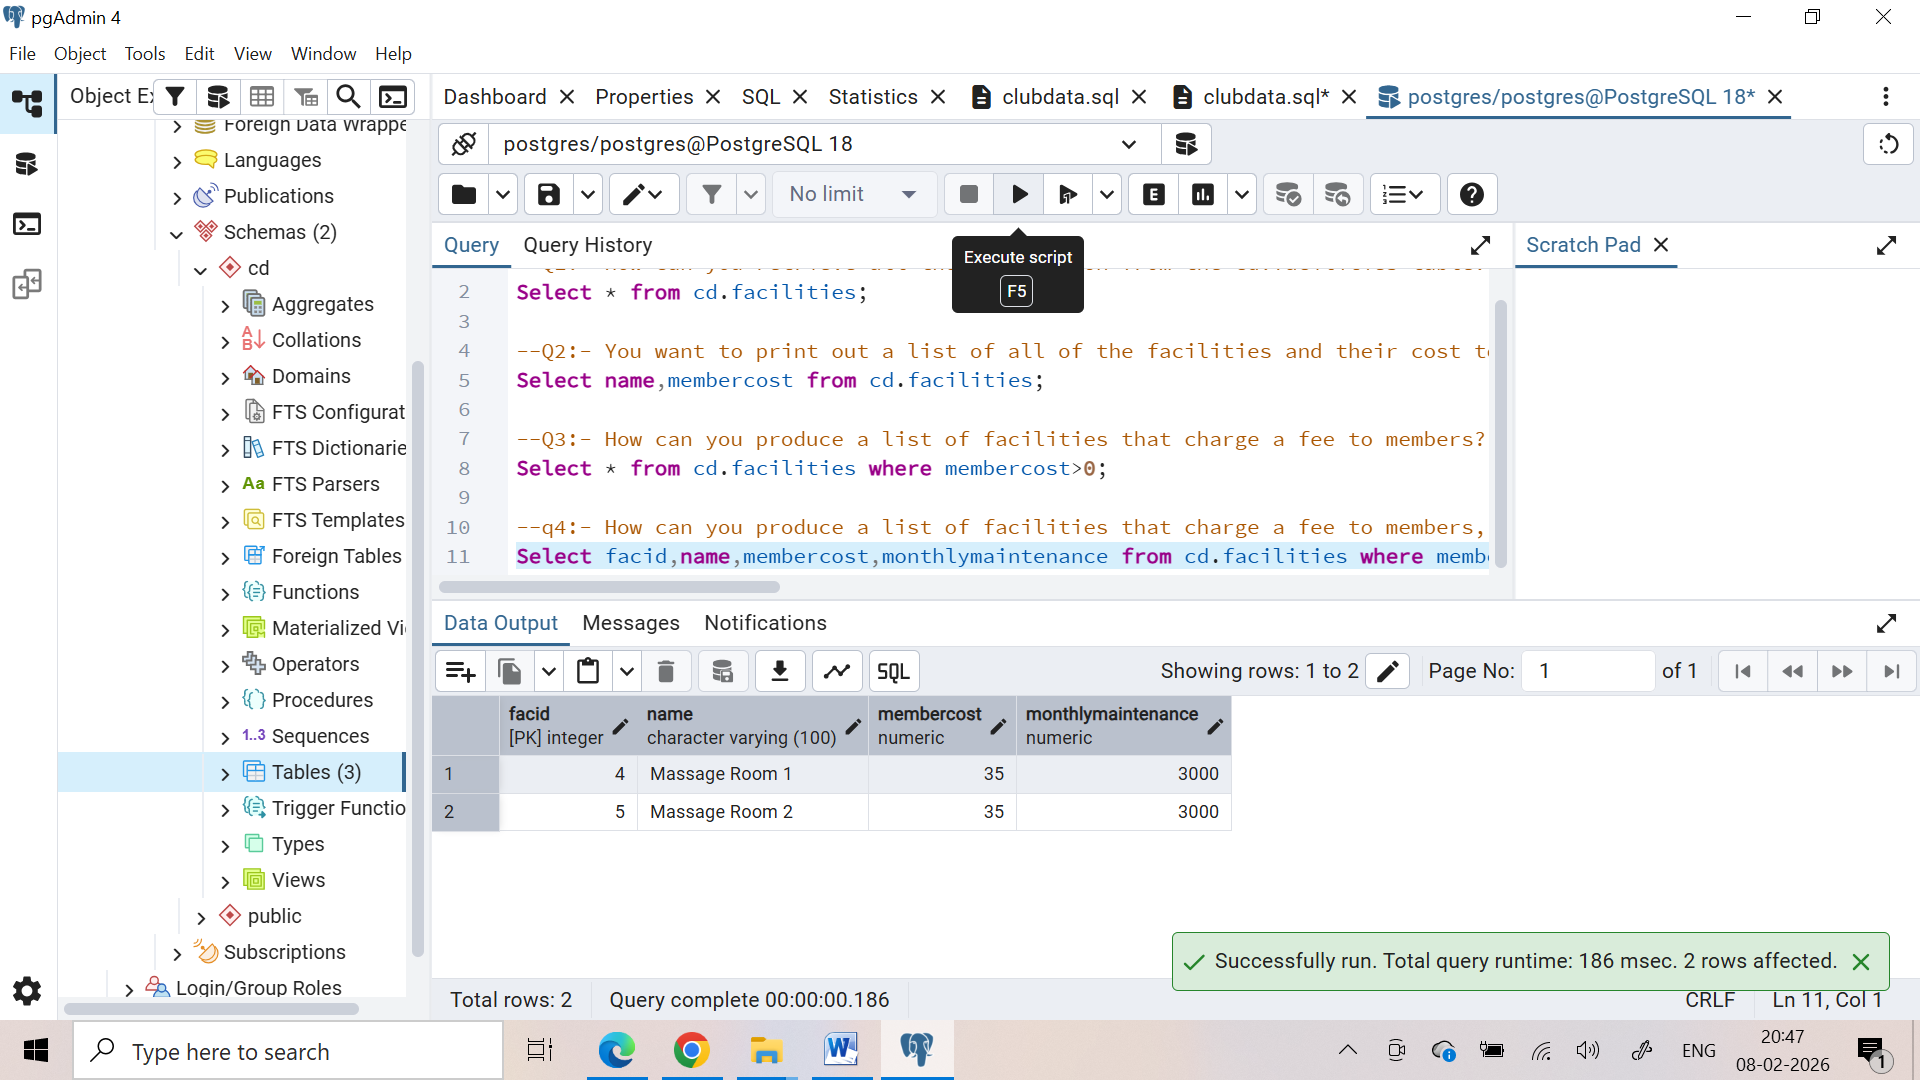 pgAdmin 4
File Object Tools Edit View Window Help
Object E
Dashboard Properties SQL Statistics clubdata.sql clubdata.sql* postgres/postgres@PostgreSQL 18*
Foreign Data Wrappe
Languages
Publications
Schemas (2)
cd
Aggregates
Collations
Domains
FTS Configurat
FTS Dictionarie
FTS Parsers
FTS Templates
Foreign Tables
Functions
Materialized Vi
Operators
Procedures
1..3 Sequences
Tables (3)
Trigger Functio
Types
Views
public
Subscriptions
Login/Group Roles
postgres/postgres@PostgreSQL 18
No limit
Query Query History
Scratch Pad
Execute script
F5
2 Select * from cd.facilities;
3
4 --Q2:- You want to print out a list of all of the facilities and their cost t
5 Select name,membercost from cd.facilities;
6
7 --Q3:- How can you produce a list of facilities that charge a fee to members?
8 Select * from cd.facilities where membercost>0;
9
10 --q4:- How can you produce a list of facilities that charge a fee to members,
11 Select facid,name,membercost,monthlymaintenance from cd.facilities where memb
Data Output Messages Notifications
SQL
Showing rows: 1 to 2 Page No: 1 of 1
facid name membercost monthlymaintenance
[PK] integer character varying (100) numeric numeric
1 4 Massage Room 1 35 3000
2 5 Massage Room 2 35 3000
Successfully run. Total query runtime: 186 msec. 2 rows affected.
Total rows: 2 Query complete 00:00:00.186 CRLF Ln 11, Col 1
Type here to search
ENG
20:47
08-02-2026
1